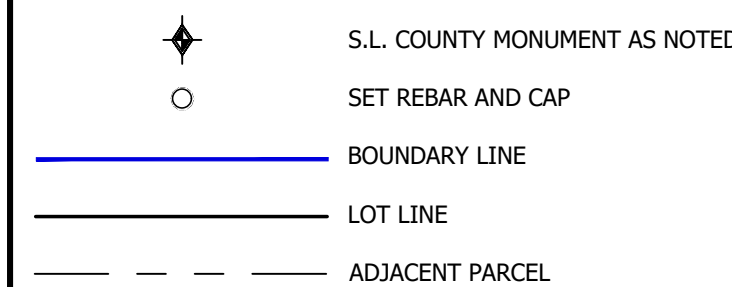 S.L. COUNTY MONUMENT AS NOTED
SET REBAR AND CAP
BOUNDARY LINE
LOT LINE
ADJACENT PARCEL